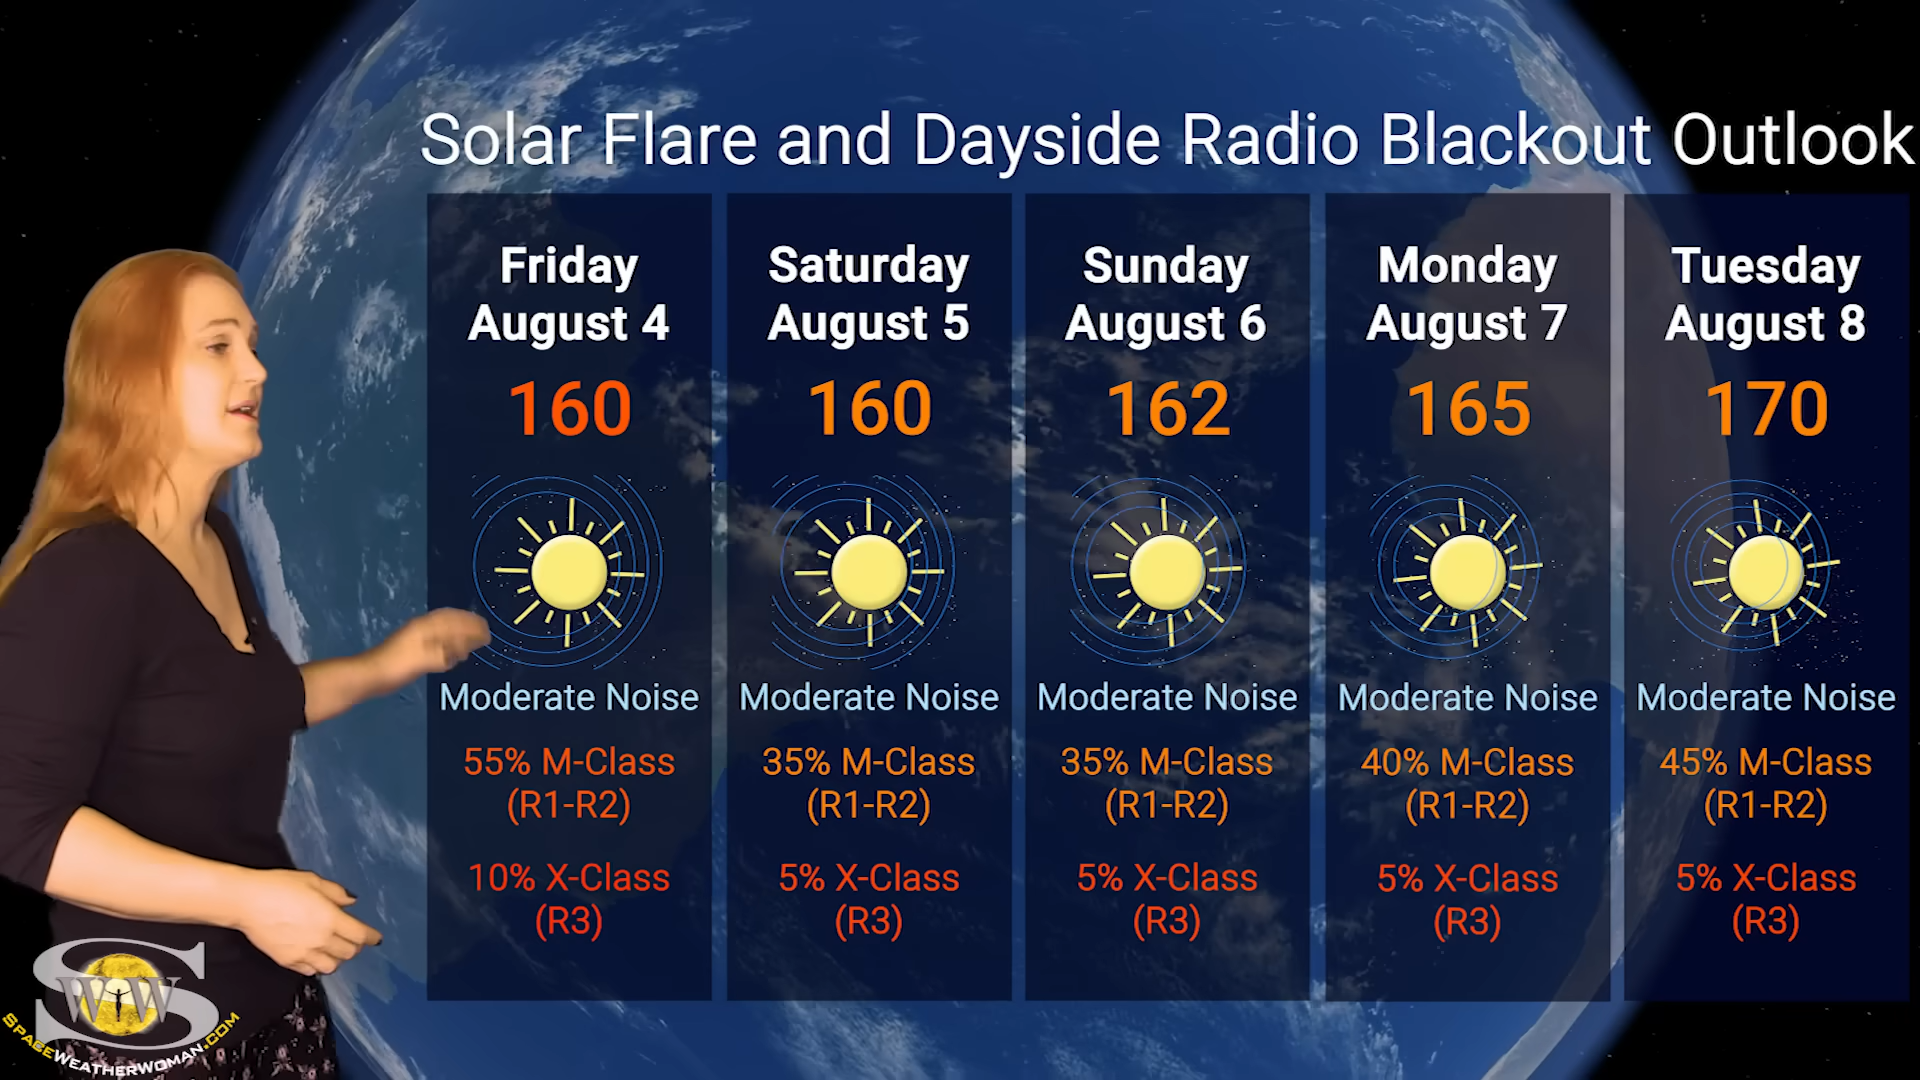 Solar Flare and Dayside Radio Blackout Outlook
Friday
August 4
160
Moderate Noise
55% M-Class
(R1-R2)
10% X-Class
(R3)
Saturday
August 5
160
Moderate Noise
35% M-Class
(R1-R2)
5% X-Class
(R3)
Sunday
August 6
162
Moderate Noise
35% M-Class
(R1-R2)
5% X-Class
(R3)
Monday
August 7
165
Moderate Noise
40% M-Class
(R1-R2)
5% X-Class
(R3)
Tuesday
August 8
170
Moderate Noise
45% M-Class
(R1-R2)
5% X-Class
(R3)
S
WW
SPACEWEATHERWOMAN.COM